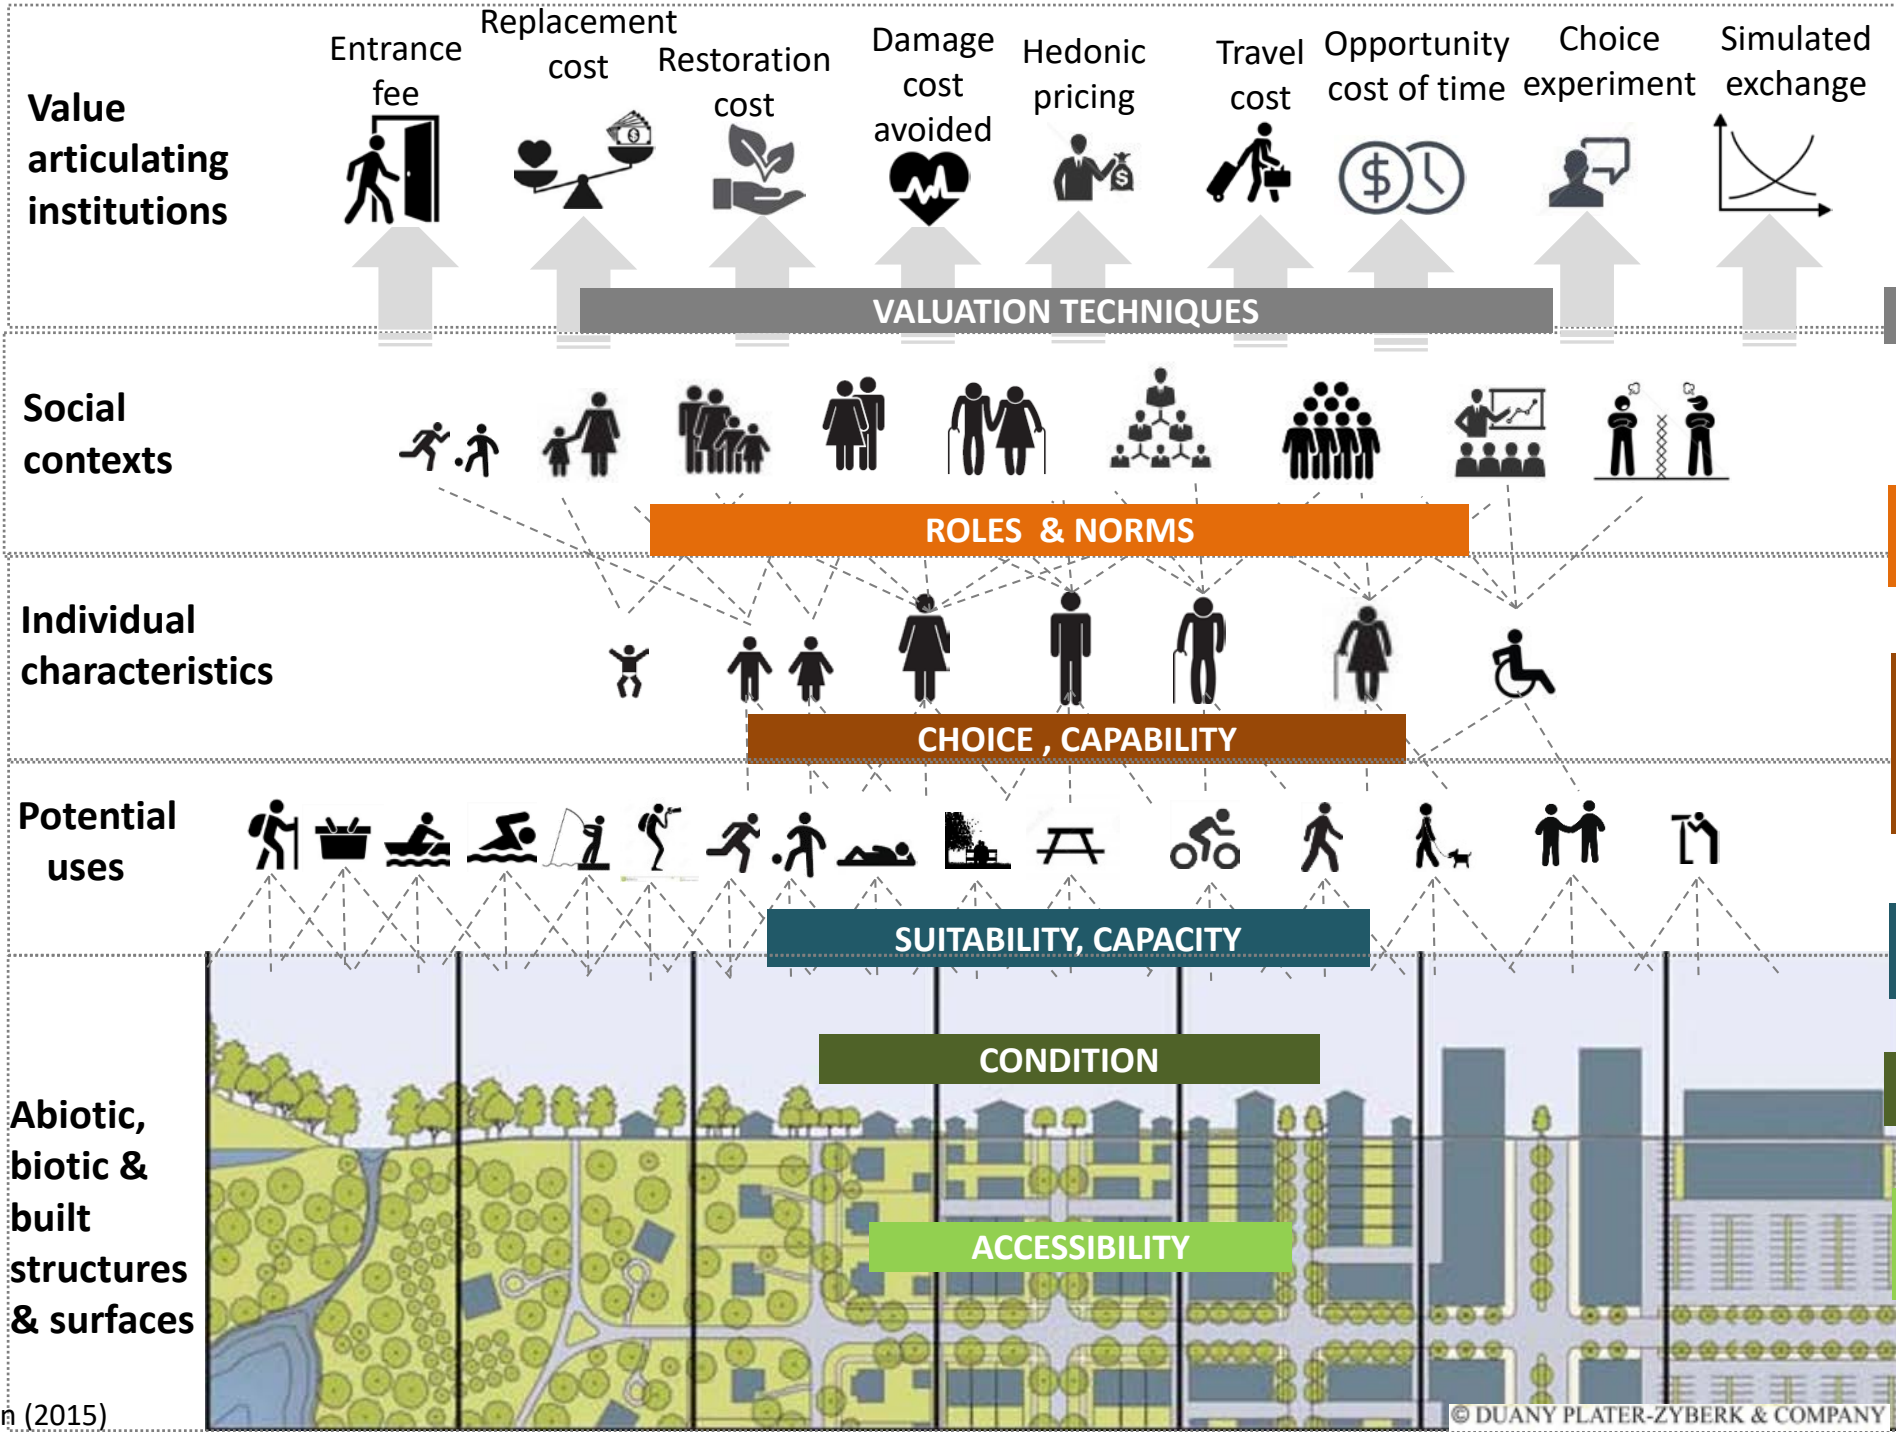 Value
articulating
institutions
Entrance
fee
Replacement
cost
Restoration
cost
Damage
cost
avoided
Hedonic
pricing
Travel
cost
Opportunity
cost of time
Choice
experiment
Simulated
exchange
VALUATION TECHNIQUES
Social
contexts
ROLES & NORMS
Individual
characteristics
CHOICE , CAPABILITY
Potential
uses
SUITABILITY, CAPACITY
Abiotic,
biotic &
built
structures
& surfaces
CONDITION
ACCESSIBILITY
n (2015)
© DUANY PLATER-ZYBERK & COMPANY